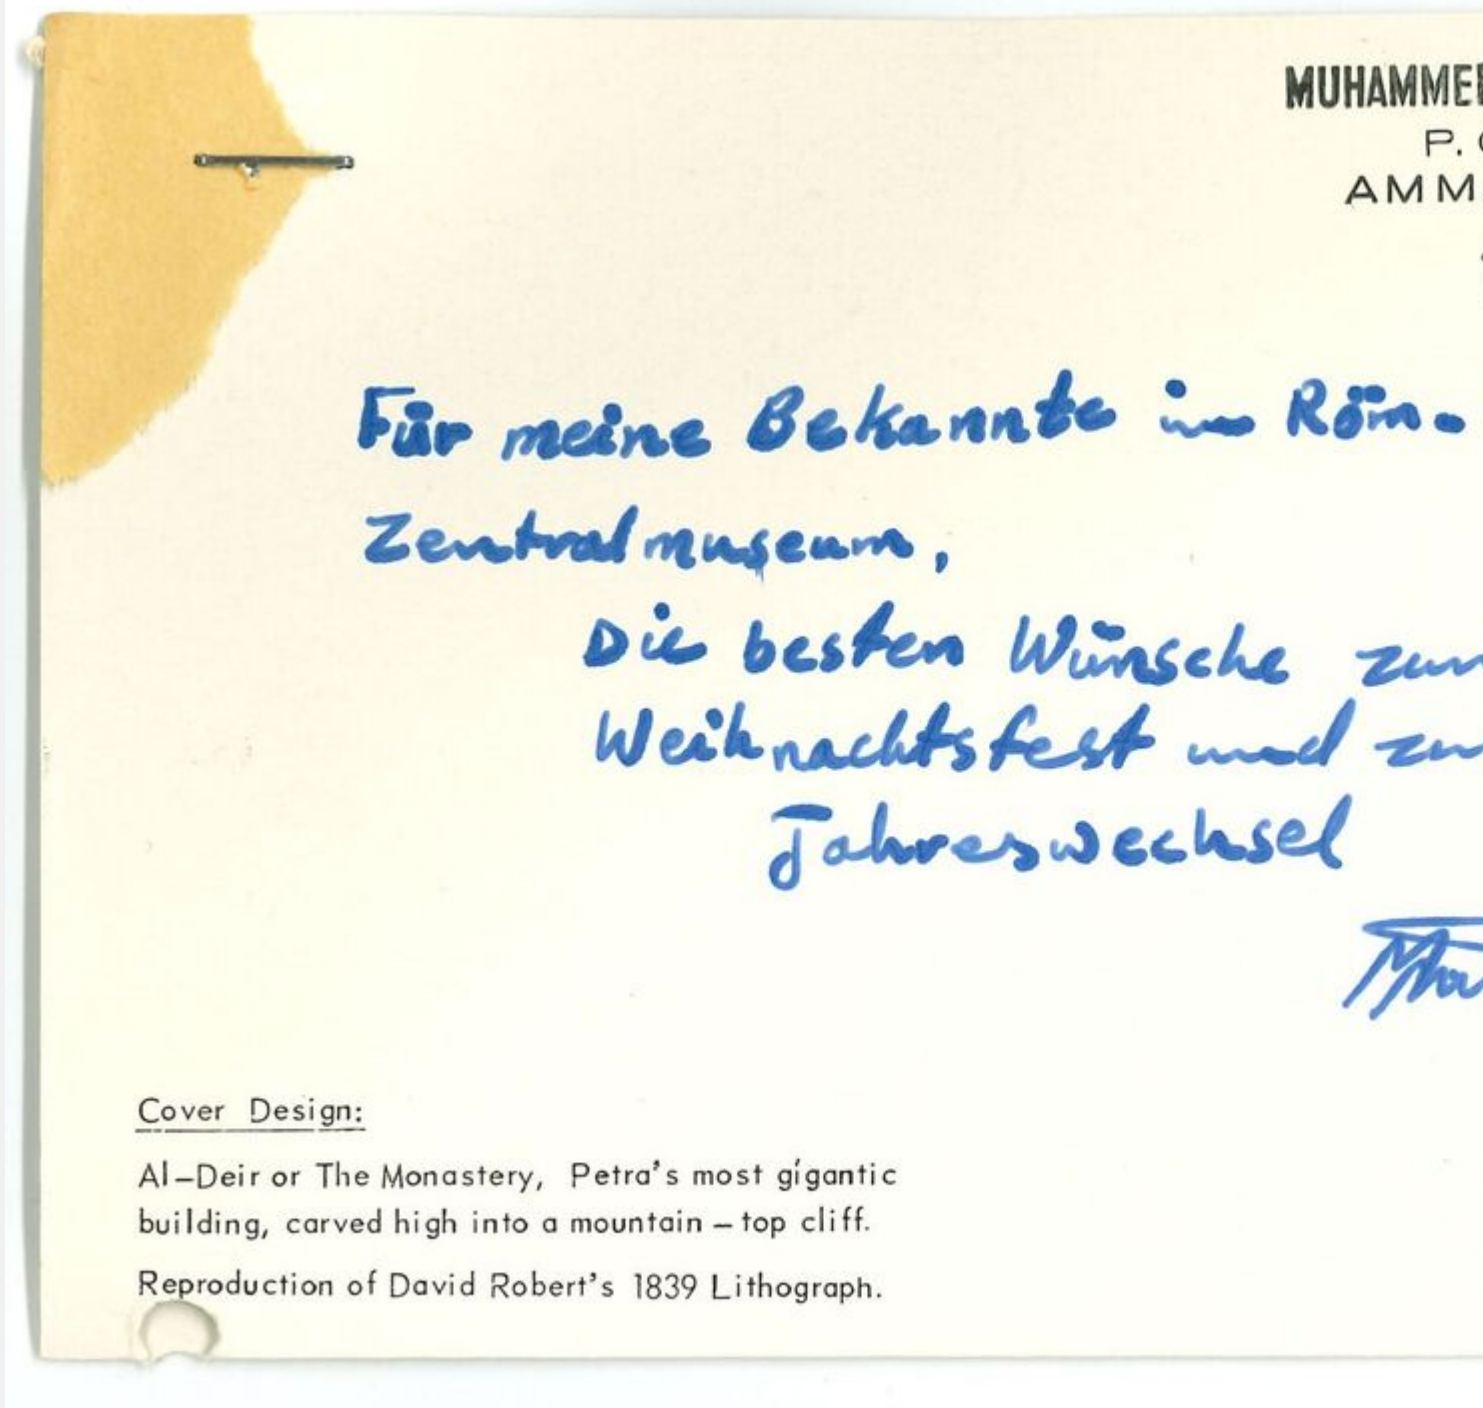 MUHAMME
P.
AMM
Für meine Bekannte im Röm.
Zentralmuseum,
Die besten Wünsche zum
Weihnachtsfest und zu
Jahreswechsel
Cover Design:
Al–Deir or The Monastery, Petra's most gigantic
building, carved high into a mountain – top cliff.
Reproduction of David Robert's 1839 Lithograph.